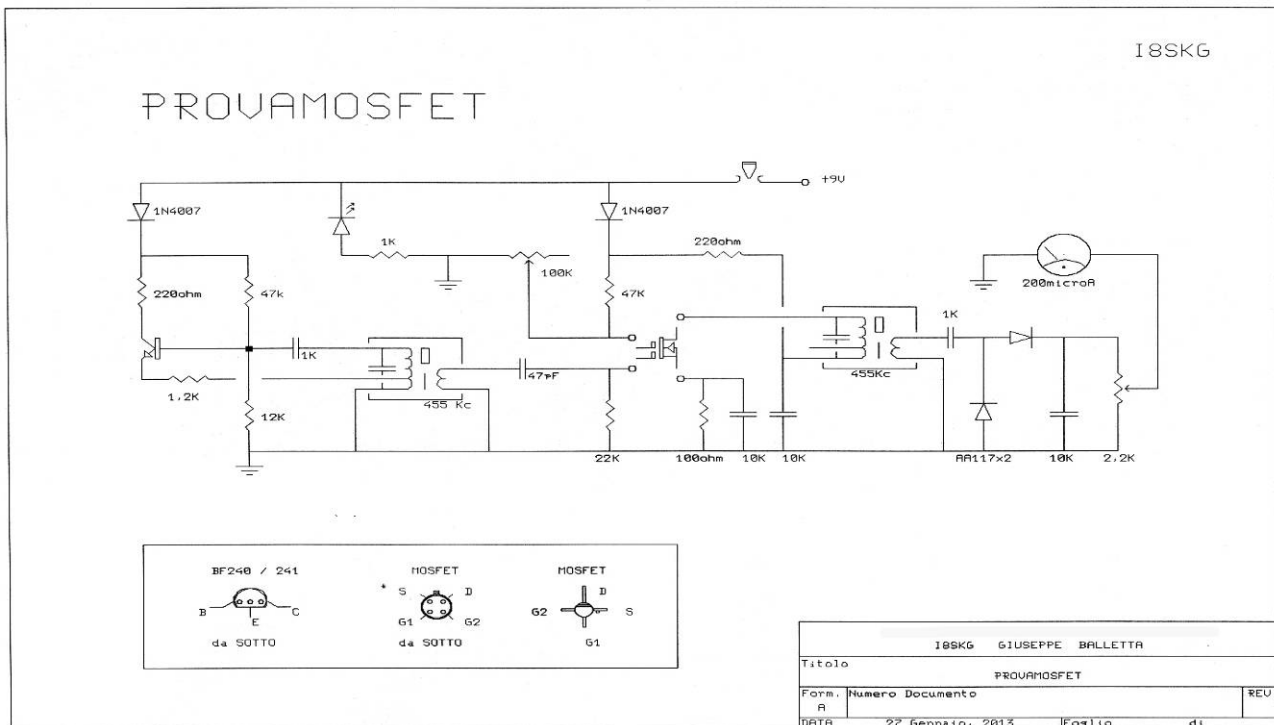 I8SKG
PROVAMOSFET
+9V
1N4007
1N4007
1K
100K
220ohm
200microA
220ohm
47k
47K
1K
1K
1,2K
455 Kc
47pF
455Kc
12K
22K
100ohm
10K
10K
AA117x2
10K
2,2K
BF240 / 241
MOSFET
MOSFET
* S
D
D
B
C
G2
S
E
G1
G2
da SOTTO
da SOTTO
G1
I8SKG GIUSEPPE BALLETTA
Titolo
PROVAMOSFET
Form.
Numero Documento
REV
A
DATA
27 Gennaio, 2013
Foglio
di